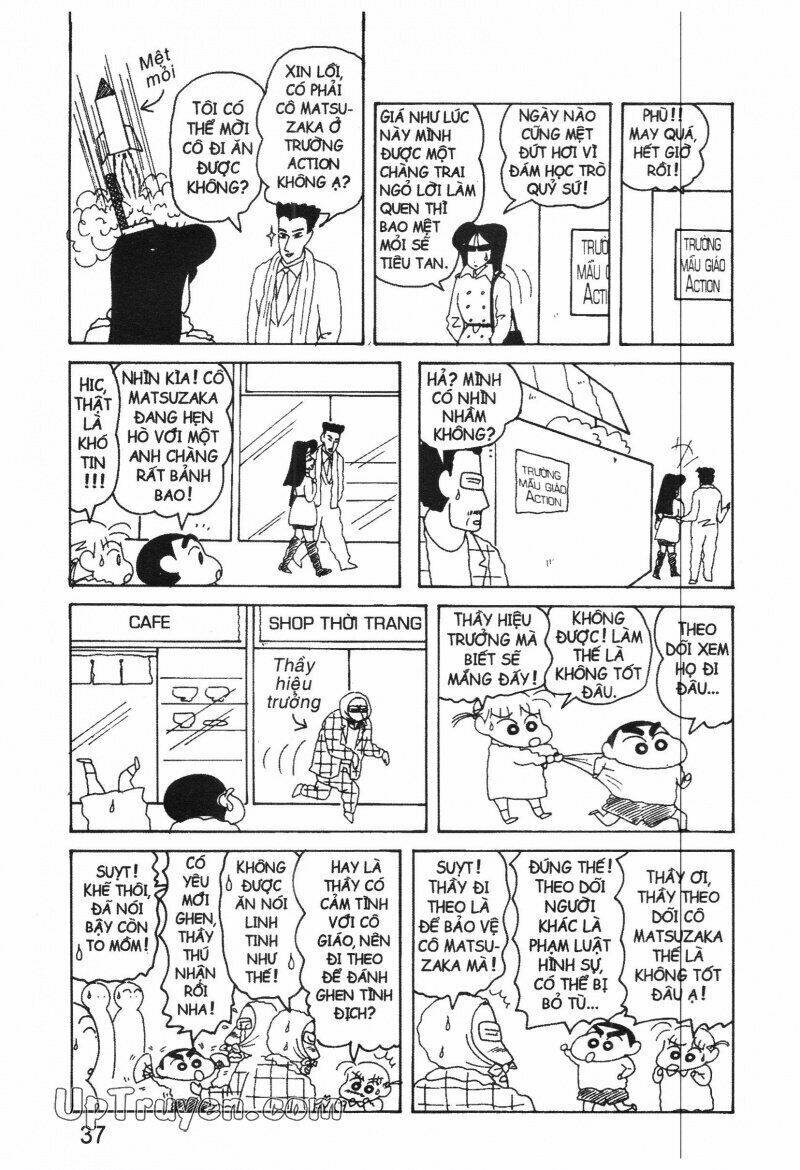 PHÙ!!
MAY QUÁ,
HẾT GIỜ
RỒI!
TRƯỜNG
MẪU GIÁO
ACTION
NGÀY NÀO
CŨNG MỆT
ĐỨT HƠI VÌ
ĐÁM HỌC TRÒ
QUỶ SỨ!
GIÁ NHƯ LÚC
NÀY MÌNH
ĐƯỢC MỘT
CHÀNG TRAI
NGỎ LỜI LÀM
QUEN THÌ
BAO MỆT
MỎI SẼ
TIÊU TAN.
TRƯỜ
MẪU G
ACTI
XIN LỖI,
CÓ PHẢI
CÔ MATSU-
ZAKA Ở
TRƯỜNG
ACTION
KHÔNG Ạ?
TÔI CÓ
THỂ MỜI
CÔ ĐI ĂN
ĐƯỢC
KHÔNG?
Mệt
mỏi
HẢ? MÌNH
CÓ NHÌN
NHẦM
KHÔNG?
TRƯỜNG
MẪU GIÁO
ACTION
NHÌN KÌA! CÔ
MATSUZAKA
ĐANG HẸN
HÒ VỚI MỘT
ANH CHÀNG
RẤT BẢNH
BAO!
HIC,
THẬT
LÀ
KHÓ
TIN
!!!
THEO
DÕI XEM
HỌ ĐI
ĐÂU...
KHÔNG
ĐƯỢC! LÀM
THẾ LÀ
KHÔNG TỐT
ĐÂU.
THẦY HIỆU
TRƯỞNG MÀ
BIẾT SẼ
MẮNG ĐẤY!
SHOP THỜI TRANG
CAFE
Thầy
hiệu
trưởng
THẦY ƠI,
THẦY THEO
DÕI CÔ
MATSUZAKA
THẾ LÀ
KHÔNG TỐT
ĐÂU Ạ!
ĐÚNG THẾ!
THEO DÕI
NGƯỜI
KHÁC LÀ
PHẠM LUẬT
HÌNH SỰ,
CÓ THỂ BỊ
BỎ TÙ...
SUỴT!
THẦY ĐI
THEO LÀ
ĐỂ BẢO VỆ
CÔ MATSU-
ZAKA MÀ!
HAY LÀ
THẦY CÓ
CẢM TÌNH
VỚI CÔ
GIÁO, NÊN
ĐI THEO
ĐỂ ĐÁNH
GHEN TÌNH
ĐỊCH?
KHÔNG
ĐƯỢC
ĂN NÓI
LINH
TINH
NHƯ
THẾ!
CÓ
YÊU
MỚI
GHEN,
THẦY
THÚ
NHẬN
RỒI
NHA!
SUỴT!
KHẼ THÔI,
ĐÃ NÓI
BẬY CÒN
TO MỒM!
UpTruyen.com
37